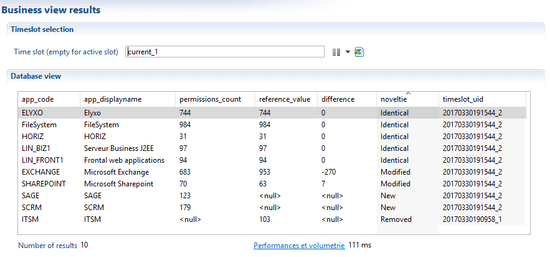 Business view results
Timeslot selection
Time slot (empty for active slot) current_1
Database view
app_code app_displayname permissions_count reference_value difference noveltie timeslot_uid
ELYXO Elyxo 744 744 0 Identical 20170330191544_2
FileSystem FileSystem 984 984 0 Identical 20170330191544_2
HORIZ HORIZ 31 31 0 Identical 20170330191544_2
LIN_BIZ1 Serveur Business J2EE 97 97 0 Identical 20170330191544_2
LIN_FRONT1 Frontal web applications 94 94 0 Identical 20170330191544_2
EXCHANGE Microsoft Exchange 683 953 -270 Modified 20170330191544_2
SHAREPOINT Microsoft Sharepoint 70 63 7 Modified 20170330191544_2
SAGE SAGE 123 <null> <null> New 20170330191544_2
SCRM SCRM 179 <null> <null> New 20170330191544_2
ITSM ITSM <null> 103 <null> Removed 20170330190958_1
Number of results 10 Performances et volumetrie 111 ms